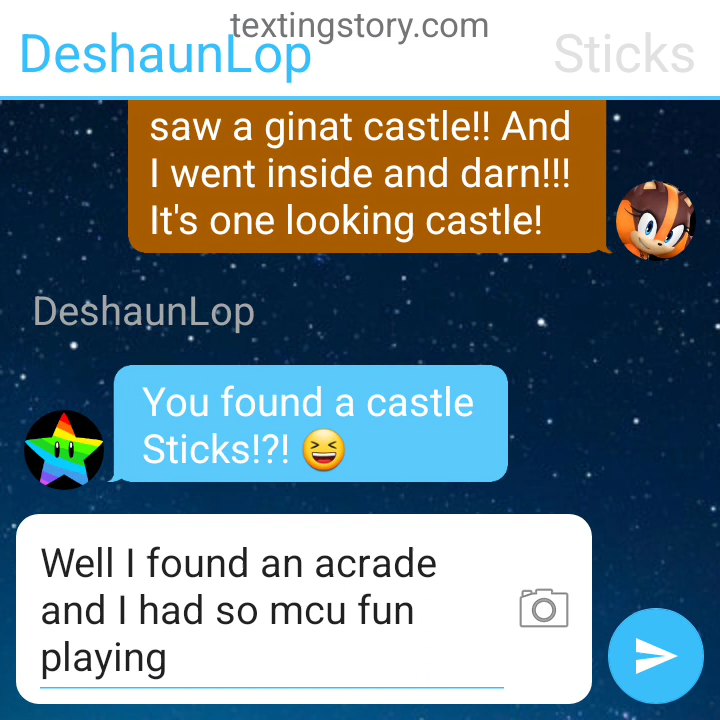 textingstory.com
DeshaunLop
Sticks
saw a ginat castle!! And
I went inside and darn!!!
It's one looking castle!
DeshaunLop
You found a castle
Sticks!?! 😆
Well I found an acrade
and I had so mcu fun
playing